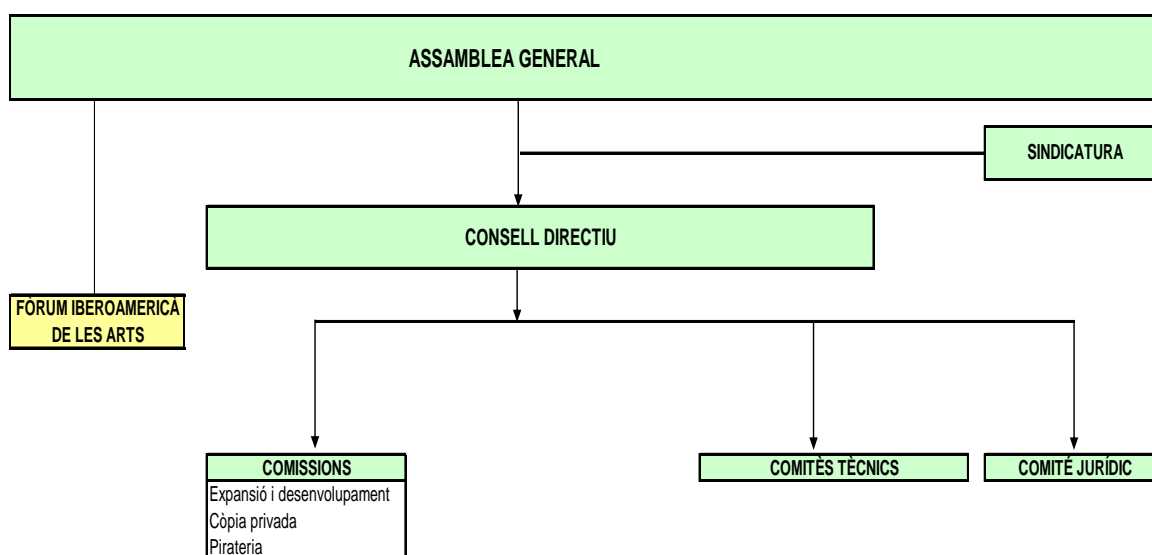 ASSAMBLEA GENERAL
SINDICATURA
CONSELL DIRECTIU
FÒRUM IBEROAMERICÀ
DE LES ARTS
COMISSIONS
Expansió i desenvolupament
Còpia privada
Pirateria
COMITÈS TÈCNICS
COMITÉ JURÍDIC